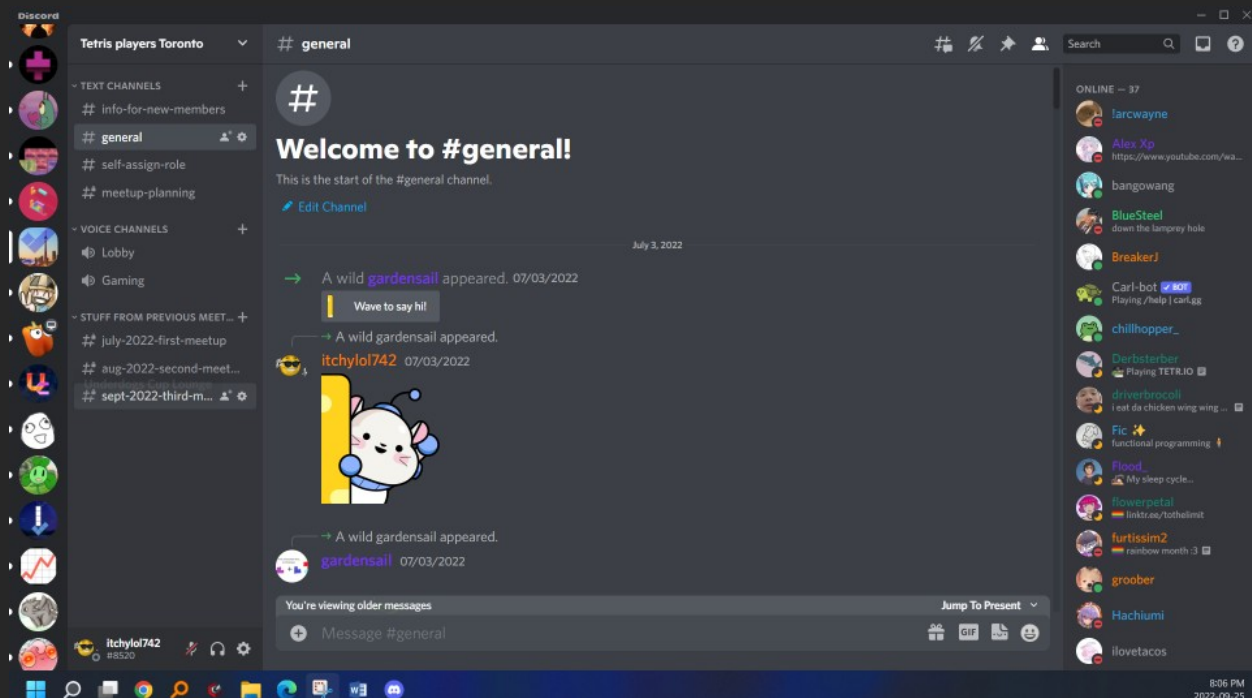 Discord
Tetris players Toronto
general
Search
TEXT CHANNELS
info-for-new-members
general
self-assign-role
meetup-planning
VOICE CHANNELS
Lobby
Gaming
STUFF FROM PREVIOUS MEET...
july-2022-first-meetup
aug-2022-second-meet...
Underdogs Cup Lounge
sept-2022-third-m...
itchylol742
#8520
#
Welcome to #general!
This is the start of the #general channel.
Edit Channel
July 3, 2022
A wild gardensail appeared. 07/03/2022
Wave to say hi!
A wild gardensail appeared.
itchylol742 07/03/2022
A wild gardensail appeared.
gardensail 07/03/2022
You're viewing older messages Jump To Present
Message #general
GIF
ONLINE — 37
!arcwayne
Alex Xp
https://www.youtube.com/wa...
bangowang
BlueSteel
down the lamprey hole
BreakerJ
Carl-bot BOT
Playing /help | carl.gg
chillhopper_
Derbsterber
Playing TETR.IO
driverbrocoli
i eat da chicken wing wing ...
Fic
functional programming
Flood_
My sleep cycle...
flowerpetal
linktr.ee/tothelimit
furtissim2
rainbow month :3
groober
Hachiumi
ilovetacos
8:06 PM
2022-09-25